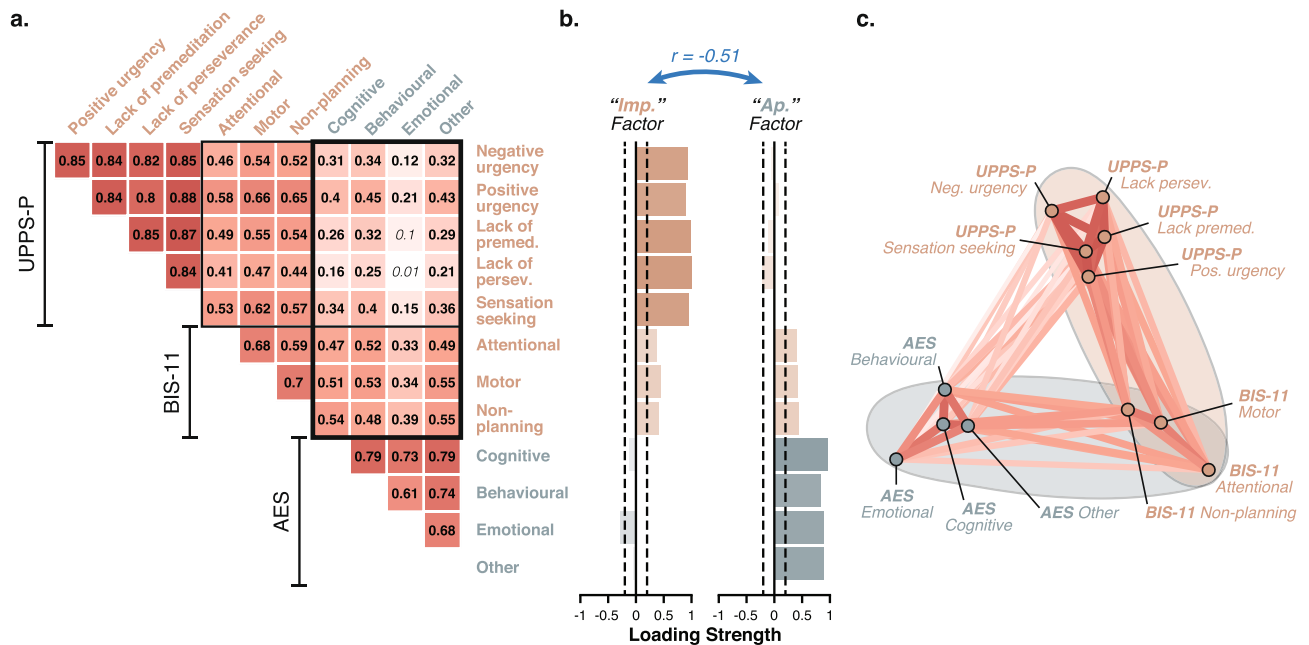 a.
Positive urgency
Lack of premeditation
Lack of perseverance
Sensation seeking
Attentional
Motor
Non-planning
Cognitive
Behavioural
Emotional
Other
UPPS-P
BIS-11
AES
0.85 0.84 0.82 0.85 0.46 0.54 0.52 0.31 0.34 0.12 0.32
Negative
urgency
0.84 0.8 0.88 0.58 0.66 0.65 0.4 0.45 0.21 0.43
Positive
urgency
0.85 0.87 0.49 0.55 0.54 0.26 0.32 0.1 0.29
Lack of
premed.
0.84 0.41 0.47 0.44 0.16 0.25 0.01 0.21
Lack of
persev.
0.53 0.62 0.57 0.34 0.4 0.15 0.36
Sensation
seeking
0.68 0.59 0.47 0.52 0.33 0.49
Attentional
0.7 0.51 0.53 0.34 0.55
Motor
0.54 0.48 0.39 0.55
Non-
planning
0.79 0.73 0.79
Cognitive
0.61 0.74
Behavioural
0.68
Emotional
Other
b.
r = -0.51
“Imp.”
Factor
“Ap.”
Factor
-1 -0.5 0 0.5 1
-1 -0.5 0 0.5 1
Loading Strength
c.
UPPS-P
Neg. urgency
UPPS-P
Lack persev.
UPPS-P
Lack premed.
UPPS-P
Sensation seeking
UPPS-P
Pos. urgency
AES
Behavioural
BIS-11
Motor
BIS-11
Attentional
AES
Emotional
AES
Cognitive
AES Other
BIS-11 Non-planning